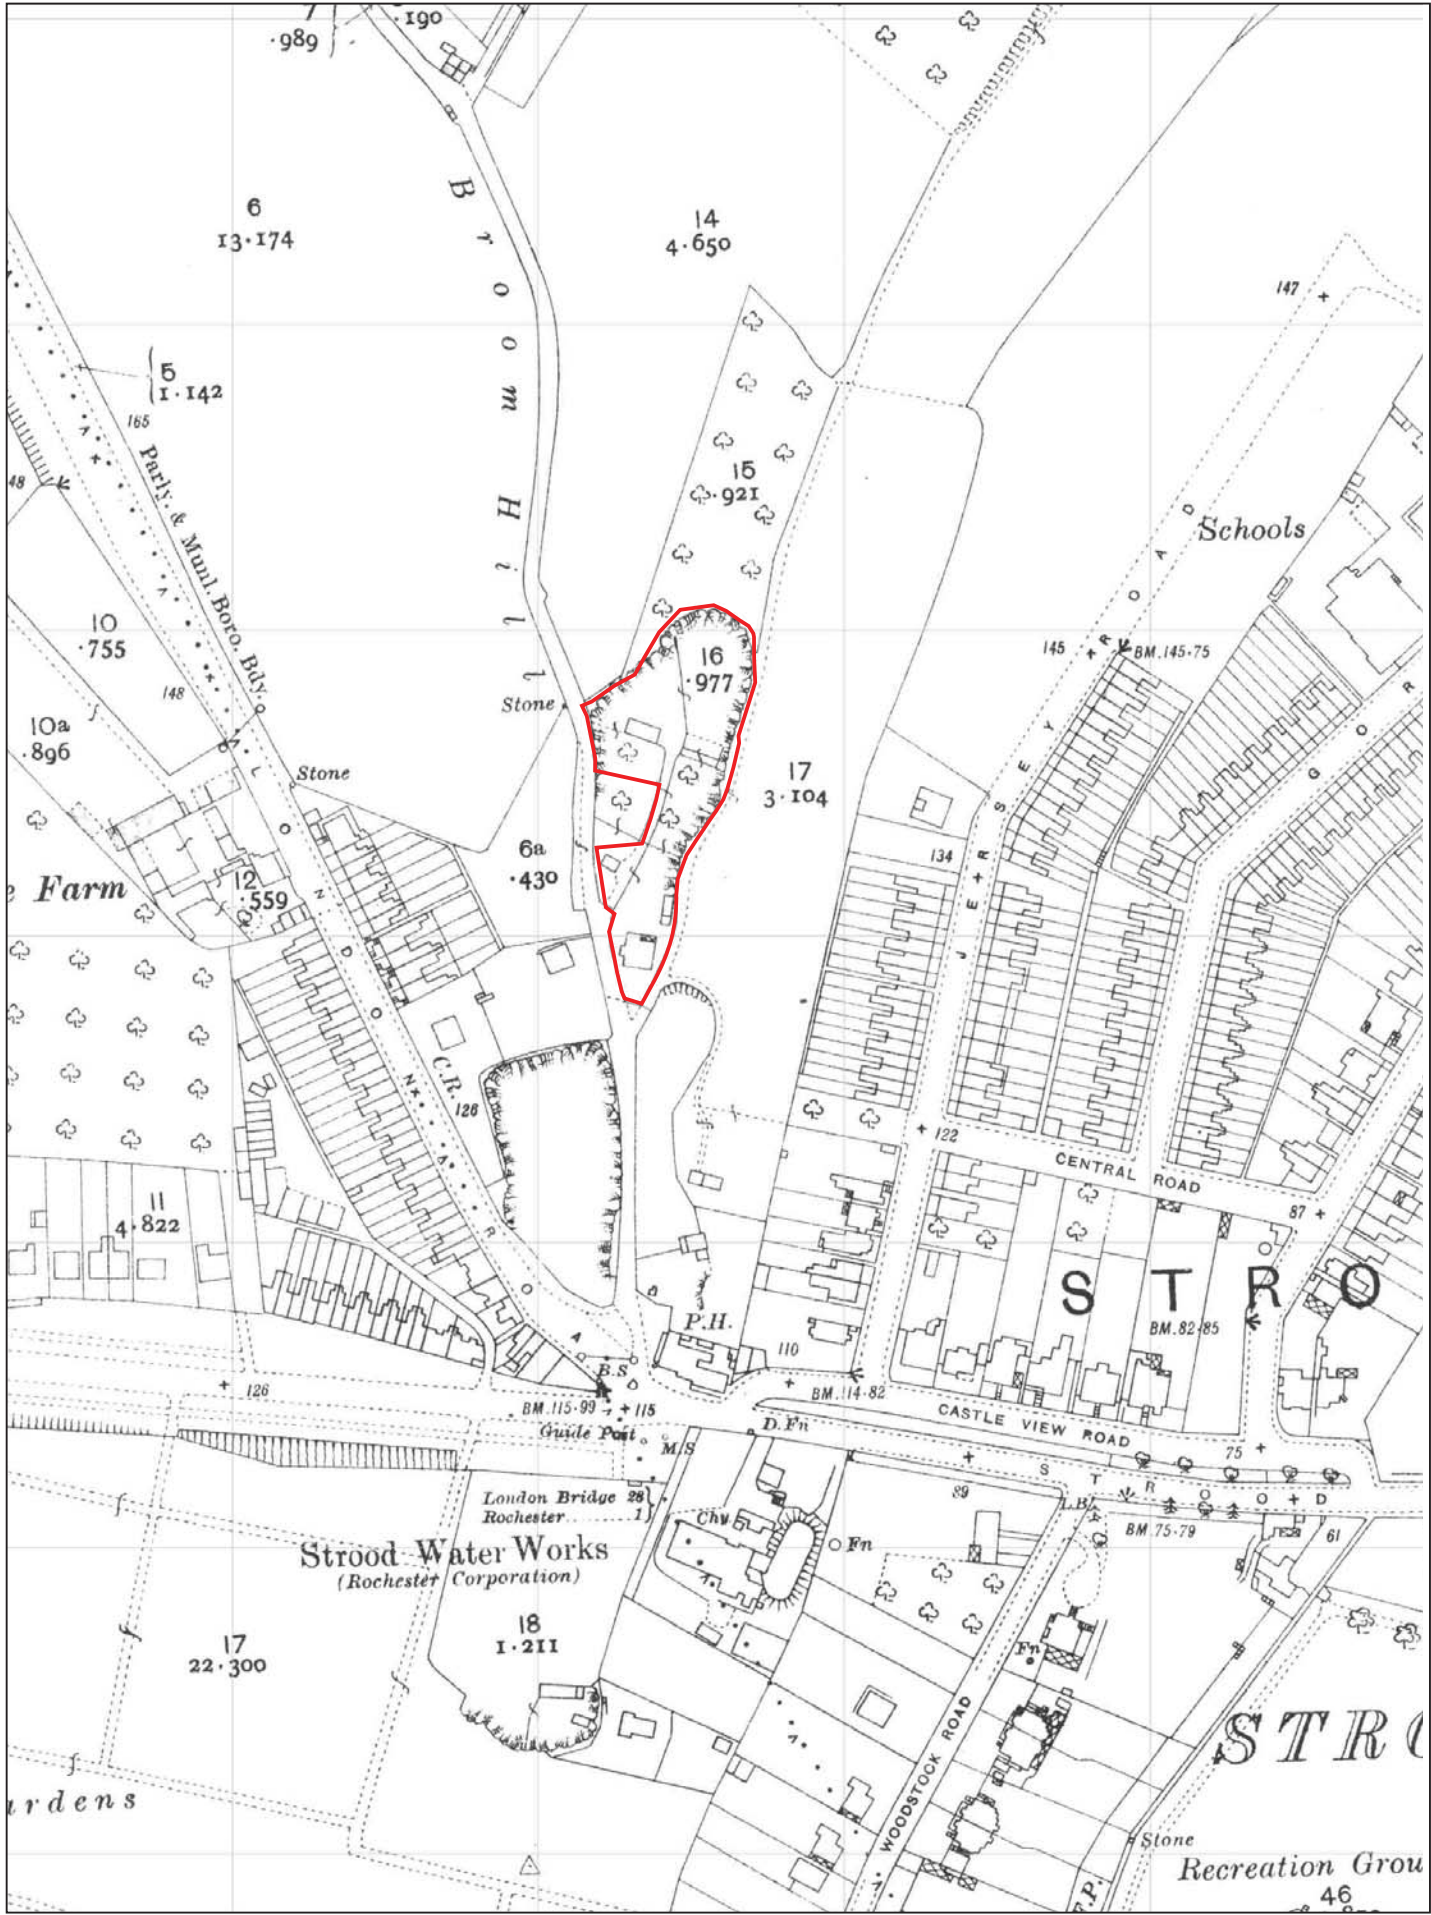 7
.989
.190
Broom Hill
6
13.174
14
4.650
147
5
1.142
165
Parly. & Munl. Boro. Bdy.
48
15
.921
Schools
JERSEY ROAD
145
BM.145.75
10
.755
148
16
.977
Stone
10a
.896
Stone
17
3.104
GOR
134
6a
.430
Farm
12
.559
LONDON ROAD
C.R.
126
122
CENTRAL ROAD
87
11
4.822
STRO
P.H.
BM.82.85
110
B.S
126
BM.115.99
115
BM.114.82
CASTLE VIEW ROAD
Guide Post
M.S
D.Fn
75
STROOD
London Bridge 28
Rochester 1
89
L.B
BM.75.79
61
Chy
Fn
Strood Water Works
(Rochester Corporation)
18
1.211
17
22.300
Fn
WOODSTOCK ROAD
STRO
ardens
Stone
Recreation Grou
46
F.P.